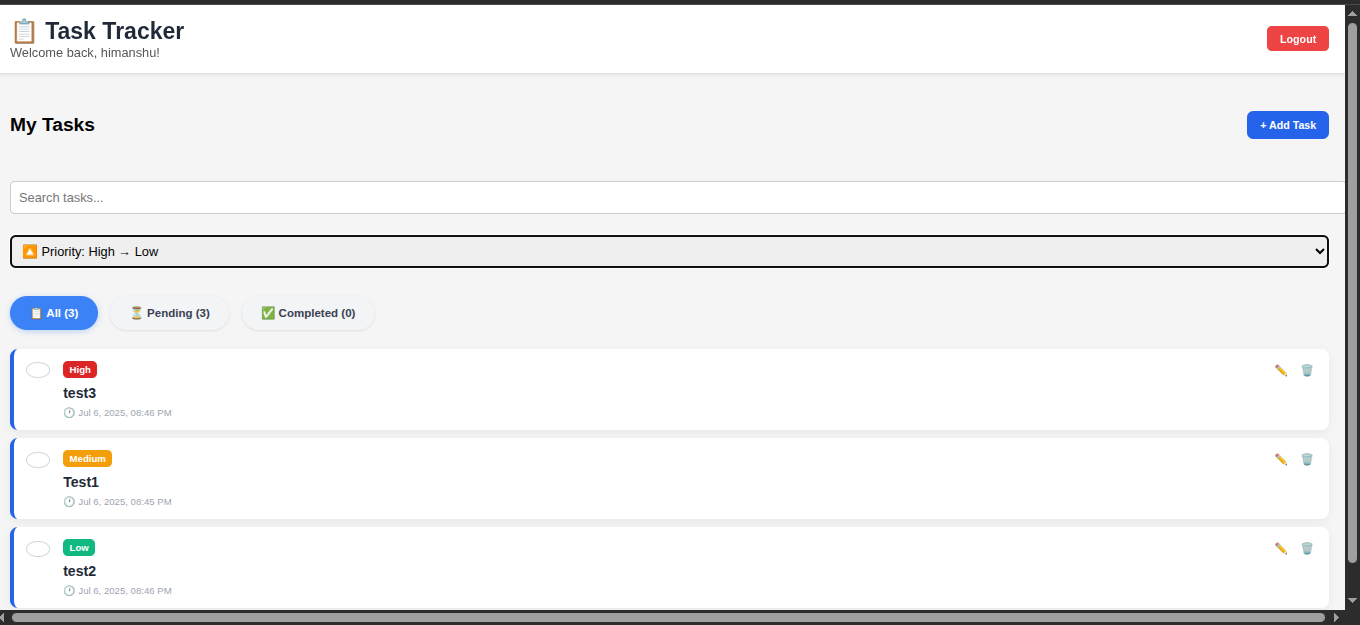 📋 Task Tracker
Welcome back, himanshu!
Logout
My Tasks
+ Add Task
Search tasks...
🔼 Priority: High → Low
📋 All (3)
⏳ Pending (3)
✅ Completed (0)
High
test3
🕐 Jul 6, 2025, 08:46 PM
Medium
Test1
🕐 Jul 6, 2025, 08:45 PM
Low
test2
🕐 Jul 6, 2025, 08:46 PM